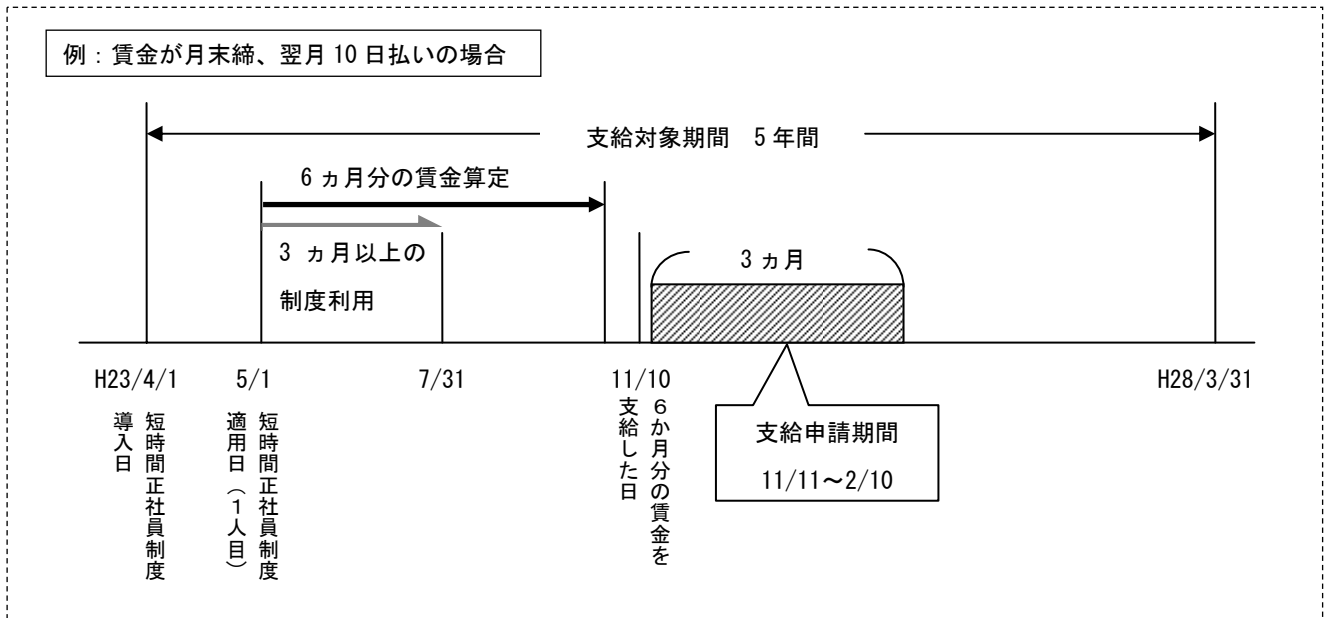 例：賃金が月末締、翌月 10 日払いの場合
支給対象期間　5 年間
6 ヵ月分の賃金算定
3 ヵ月以上の
制度利用
3 ヵ月
H23/4/1
5/1
7/31
11/10
H28/3/31
短時間正社員制度
導入日
短時間正社員制度
適用日（１人目）
６か月分の賃金を
支給した日
支給申請期間
11/11～2/10